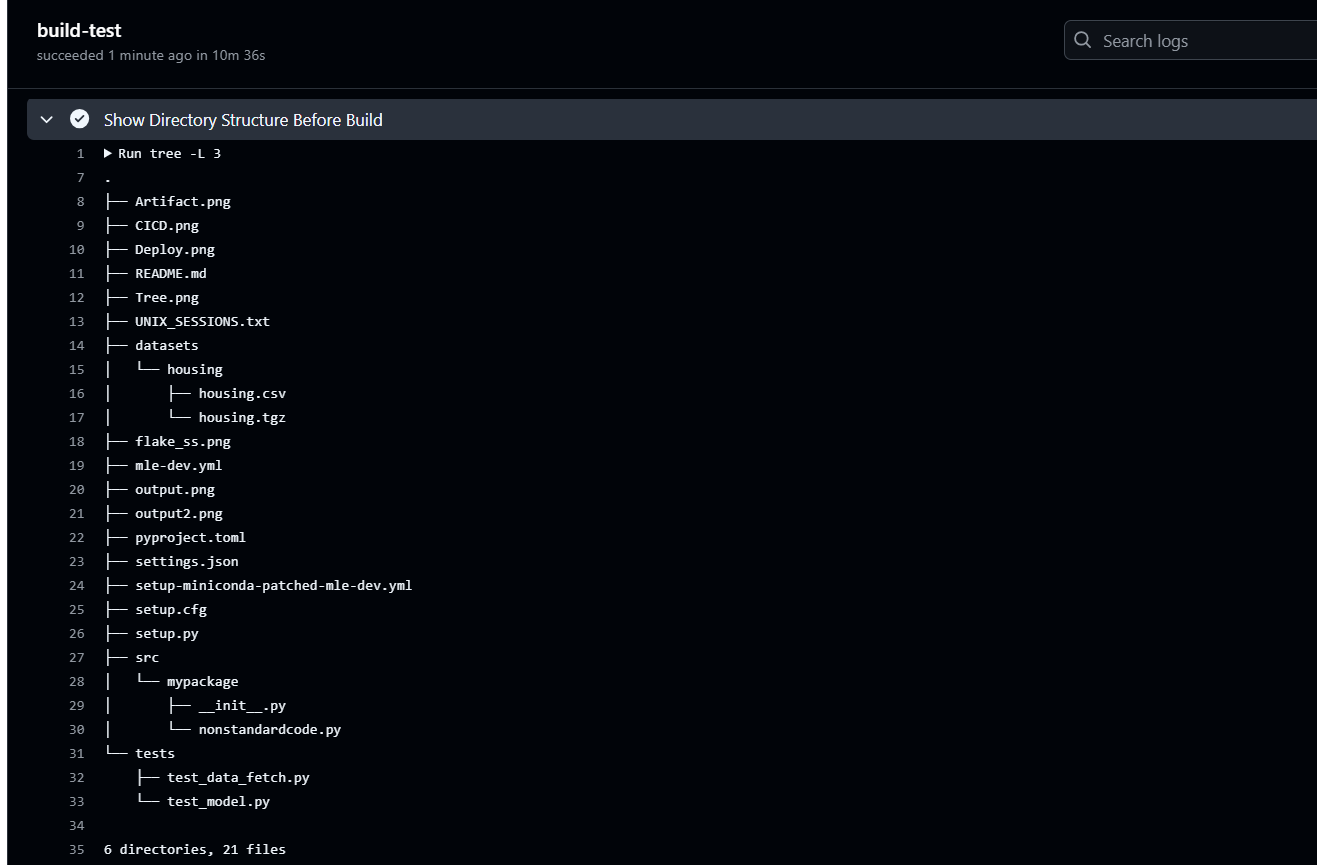 build-test
succeeded 1 minute ago in 10m 36s
Search logs
Show Directory Structure Before Build
1 ▶ Run tree -L 3
7 .
8 ├── Artifact.png
9 ├── CICD.png
10 ├── Deploy.png
11 ├── README.md
12 ├── Tree.png
13 ├── UNIX_SESSIONS.txt
14 ├── datasets
15 │   └── housing
16 │       ├── housing.csv
17 │       └── housing.tgz
18 ├── flake_ss.png
19 ├── mle-dev.yml
20 ├── output.png
21 ├── output2.png
22 ├── pyproject.toml
23 ├── settings.json
24 ├── setup-miniconda-patched-mle-dev.yml
25 ├── setup.cfg
26 ├── setup.py
27 ├── src
28 │   └── mypackage
29 │       ├── __init__.py
30 │       └── nonstandardcode.py
31 └── tests
32     ├── test_data_fetch.py
33     └── test_model.py
34
35 6 directories, 21 files